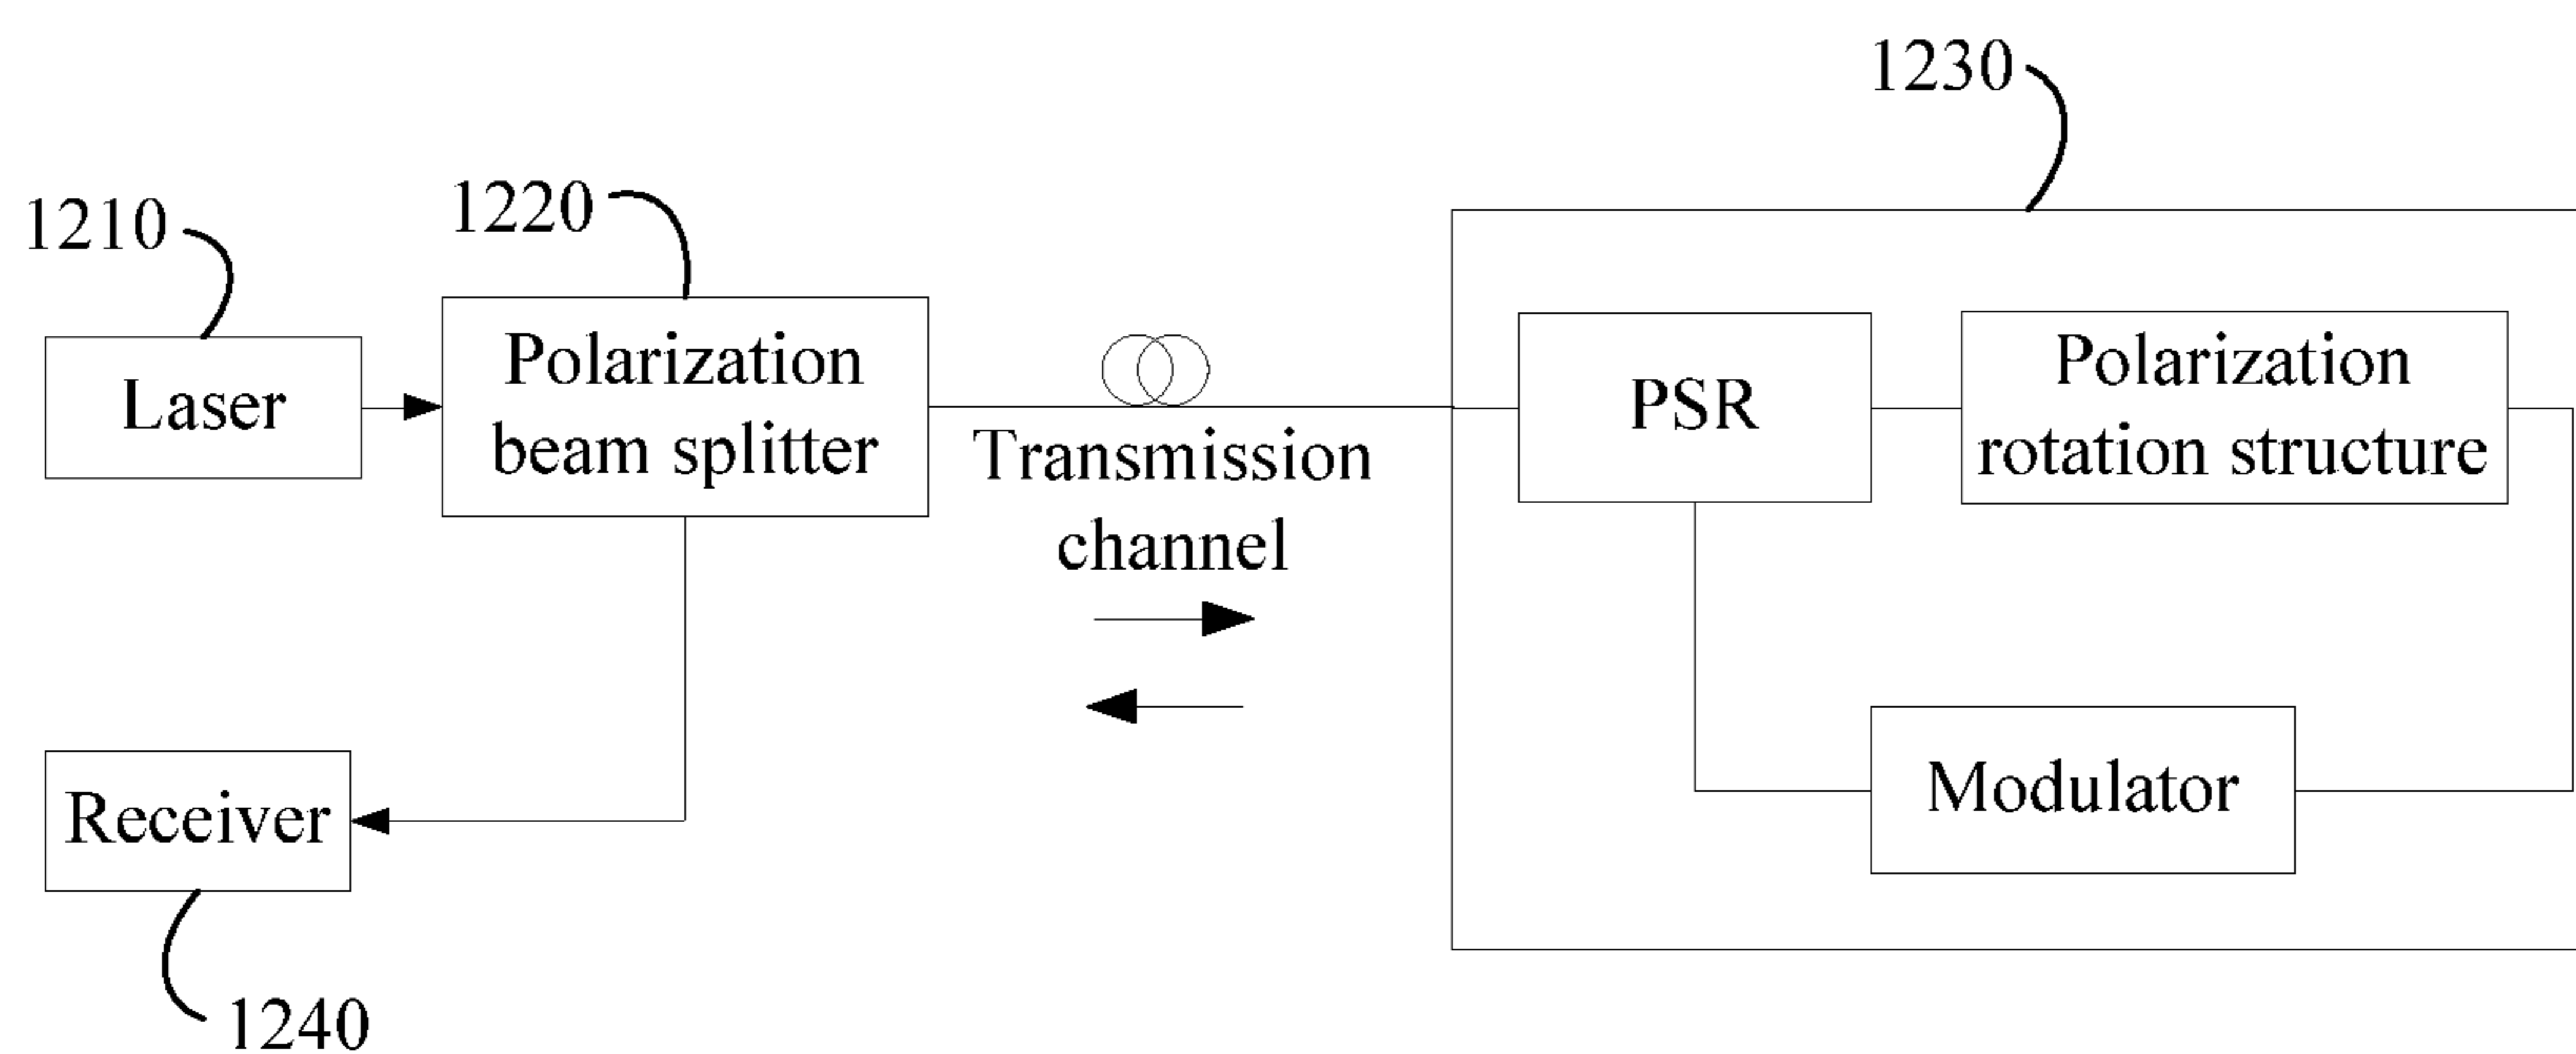 1230
1220
1210
Polarization
beam splitter
Laser
PSR
Polarization
rotation structure
Transmission
channel
Modulator
Receiver
1240